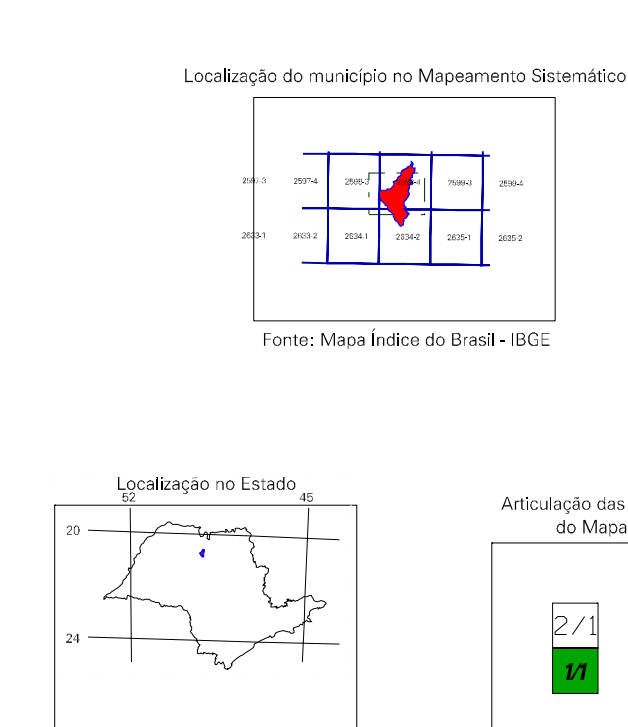 Localização do município no Mapeamento Sistemático
2597-3 2597-4 2598-3 2599-3 2599-4
2633-1 2633-2 2634-1 2634-2 2635-1 2635-2
Fonte: Mapa Índice do Brasil - IBGE
Localização no Estado
52 45
20
24
Articulação das
do Mapa
2/1
1/1